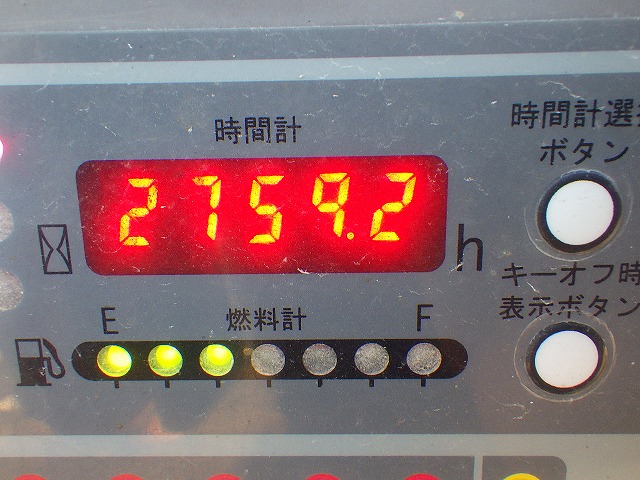 時間計
2759.2
h
E
燃料計
F
時間計選
ボタン
キーオフ時
表示ボタン